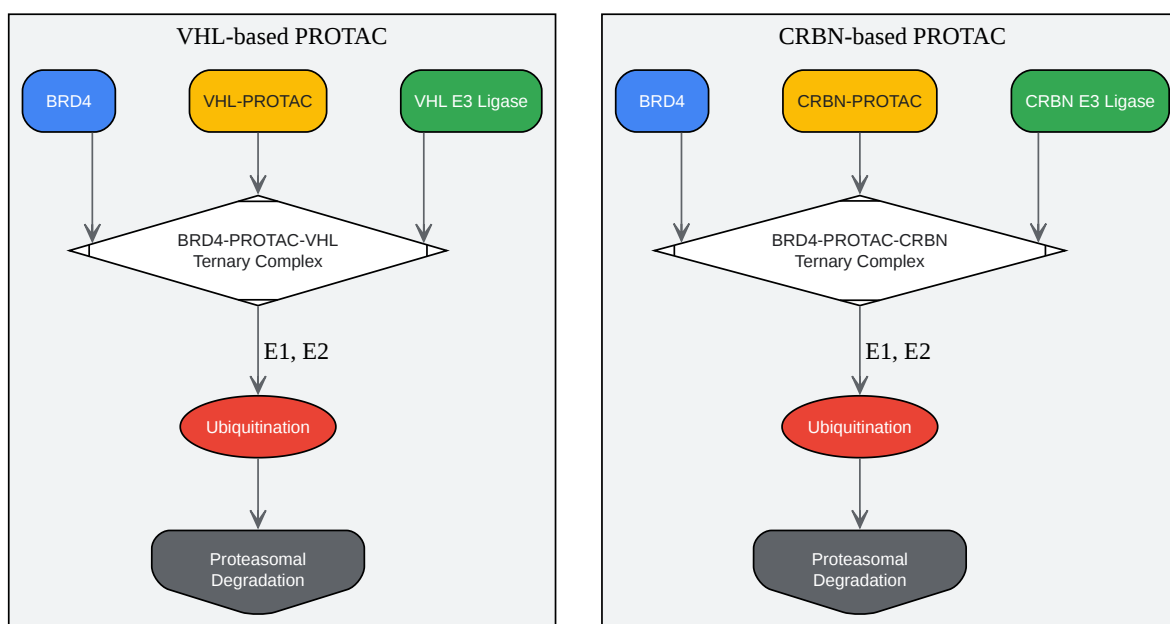 VHL-based PROTAC
BRD4
VHL-PROTAC
VHL E3 Ligase
BRD4-PROTAC-VHL
Ternary Complex
E1, E2
Ubiquitination
Proteasomal
Degradation
CRBN-based PROTAC
BRD4
CRBN-PROTAC
CRBN E3 Ligase
BRD4-PROTAC-CRBN
Ternary Complex
E1, E2
Ubiquitination
Proteasomal
Degradation